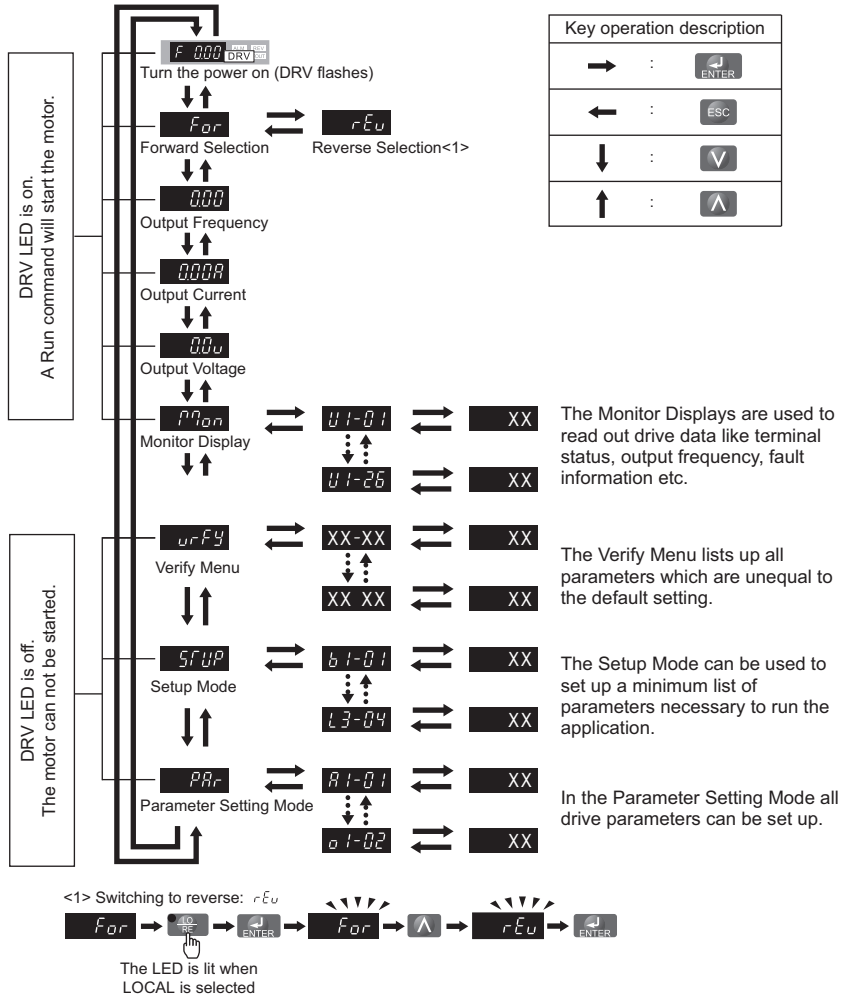 Key operation description
→ : ENTER
← : ESC
↓ : V
↑ : Λ
DRV LED is on.
A Run command will start the motor.
F 0.00 ALM REV DRV OUT
Turn the power on (DRV flashes)
For
Forward Selection
rEv
Reverse Selection<1>
0.00
Output Frequency
0.00A
Output Current
0.0v
Output Voltage
Mon
Monitor Display
U1-01
XX
U1-26
XX
The Monitor Displays are used to
read out drive data like terminal
status, output frequency, fault
information etc.
DRV LED is off.
The motor can not be started.
vrFy
Verify Menu
XX-XX
XX
XX XX
XX
The Verify Menu lists up all
parameters which are unequal to
the default setting.
STUP
Setup Mode
b1-01
XX
L3-04
XX
The Setup Mode can be used to
set up a minimum list of
parameters necessary to run the
application.
PAr
Parameter Setting Mode
A1-01
XX
o1-02
XX
In the Parameter Setting Mode all
drive parameters can be set up.
<1> Switching to reverse: rEv
For → LO RE → ENTER → For → Λ → rEv → ENTER
The LED is lit when
LOCAL is selected